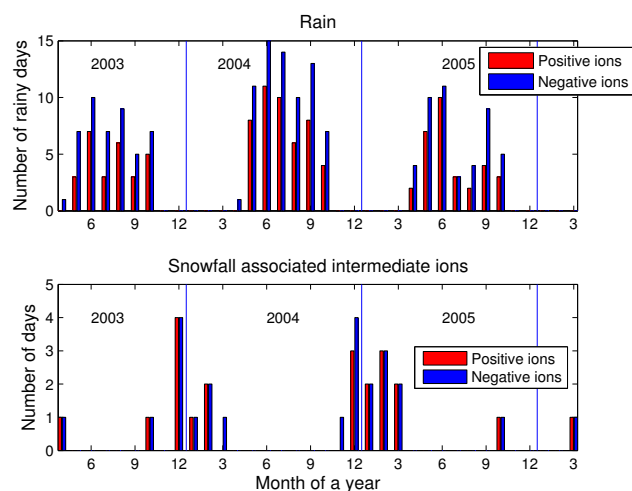 Rain
15
10
5
0
Number of rainy days
2003
2004
2005
Positive ions
Negative ions
6 9 12 3 6 9 12 3 6 9 12 3
Snowfall associated intermediate ions
5
4
3
2
1
0
Number of days
2003
2004
2005
Positive ions
Negative ions
6 9 12 3 6 9 12 3 6 9 12 3
Month of a year